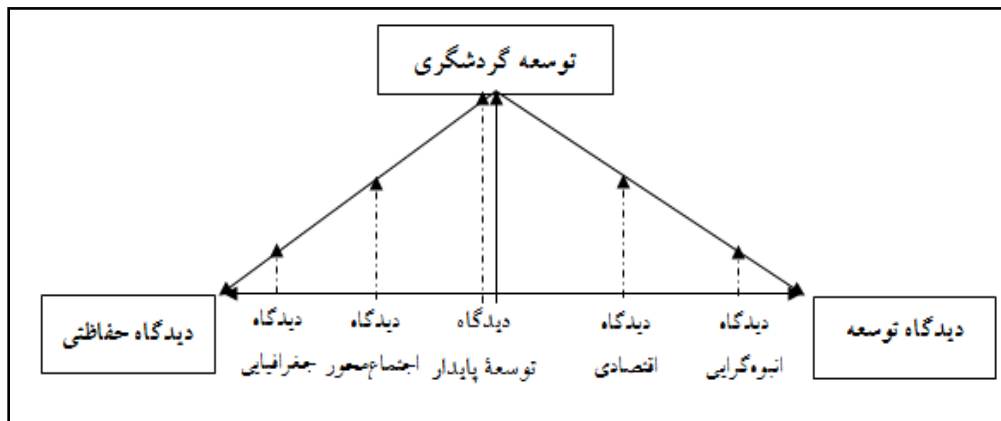 توسعه گردشگری
دیدگاه توسعه
دیدگاه
انبوه‌گرایی
دیدگاه
اقتصادی
دیدگاه
توسعهٔ پایدار
دیدگاه
اجتماع‌محور
دیدگاه
جغرافیایی
دیدگاه حفاظتی